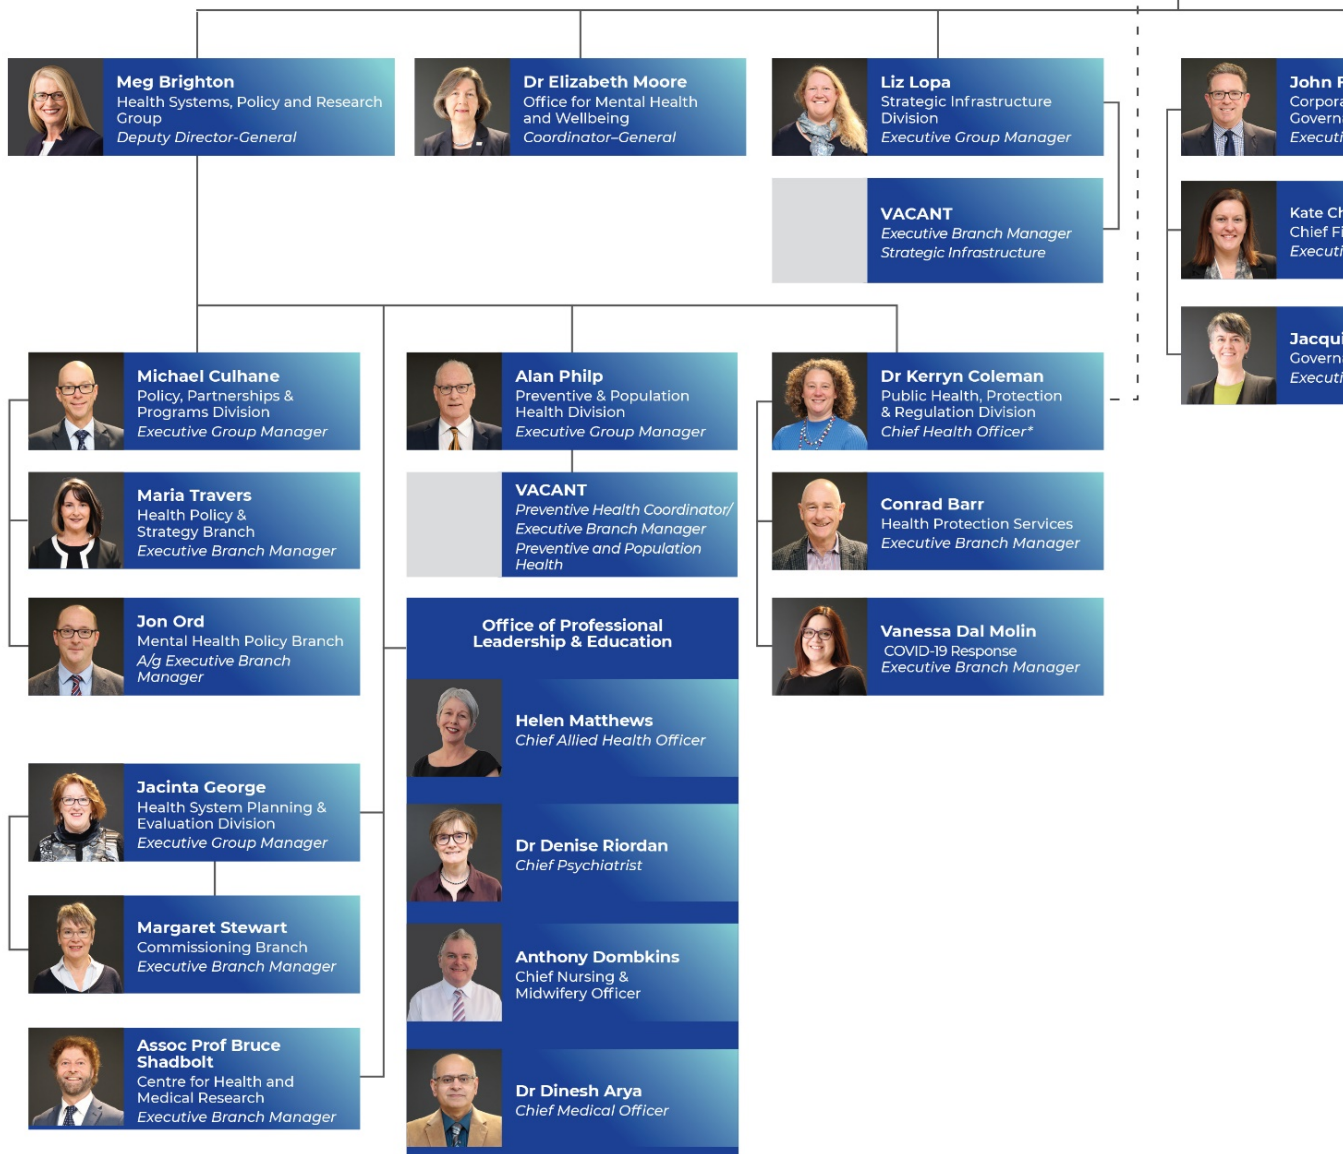 Meg Brighton
Health Systems, Policy and Research
Group
Deputy Director-General
Dr Elizabeth Moore
Office for Mental Health
and Wellbeing
Coordinator–General
Liz Lopa
Strategic Infrastructure
Division
Executive Group Manager
VACANT
Executive Branch Manager
Strategic Infrastructure
John
Kate
Chief
Michael Culhane
Policy, Partnerships &
Programs Division
Executive Group Manager
Maria Travers
Health Policy &
Strategy Branch
Executive Branch Manager
Jon Ord
Mental Health Policy Branch
A/g Executive Branch
Manager
Jacinta George
Health System Planning &
Evaluation Division
Executive Group Manager
Margaret Stewart
Commissioning Branch
Executive Branch Manager
Assoc Prof Bruce
Shadbolt
Centre for Health and
Medical Research
Executive Branch Manager
Alan Philp
Preventive & Population
Health Division
Executive Group Manager
VACANT
Preventive Health Coordinator/
Executive Branch Manager
Preventive and Population
Health
Office of Professional
Leadership & Education
Helen Matthews
Chief Allied Health Officer
Dr Denise Riordan
Chief Psychiatrist
Anthony Dombkins
Chief Nursing &
Midwifery Officer
Dr Dinesh Arya
Chief Medical Officer
Dr Kerryn Coleman
Public Health, Protection
& Regulation Division
Chief Health Officer*
Conrad Barr
Health Protection Services
Executive Branch Manager
Vanessa Dal Molin
COVID-19 Response
Executive Branch Manager